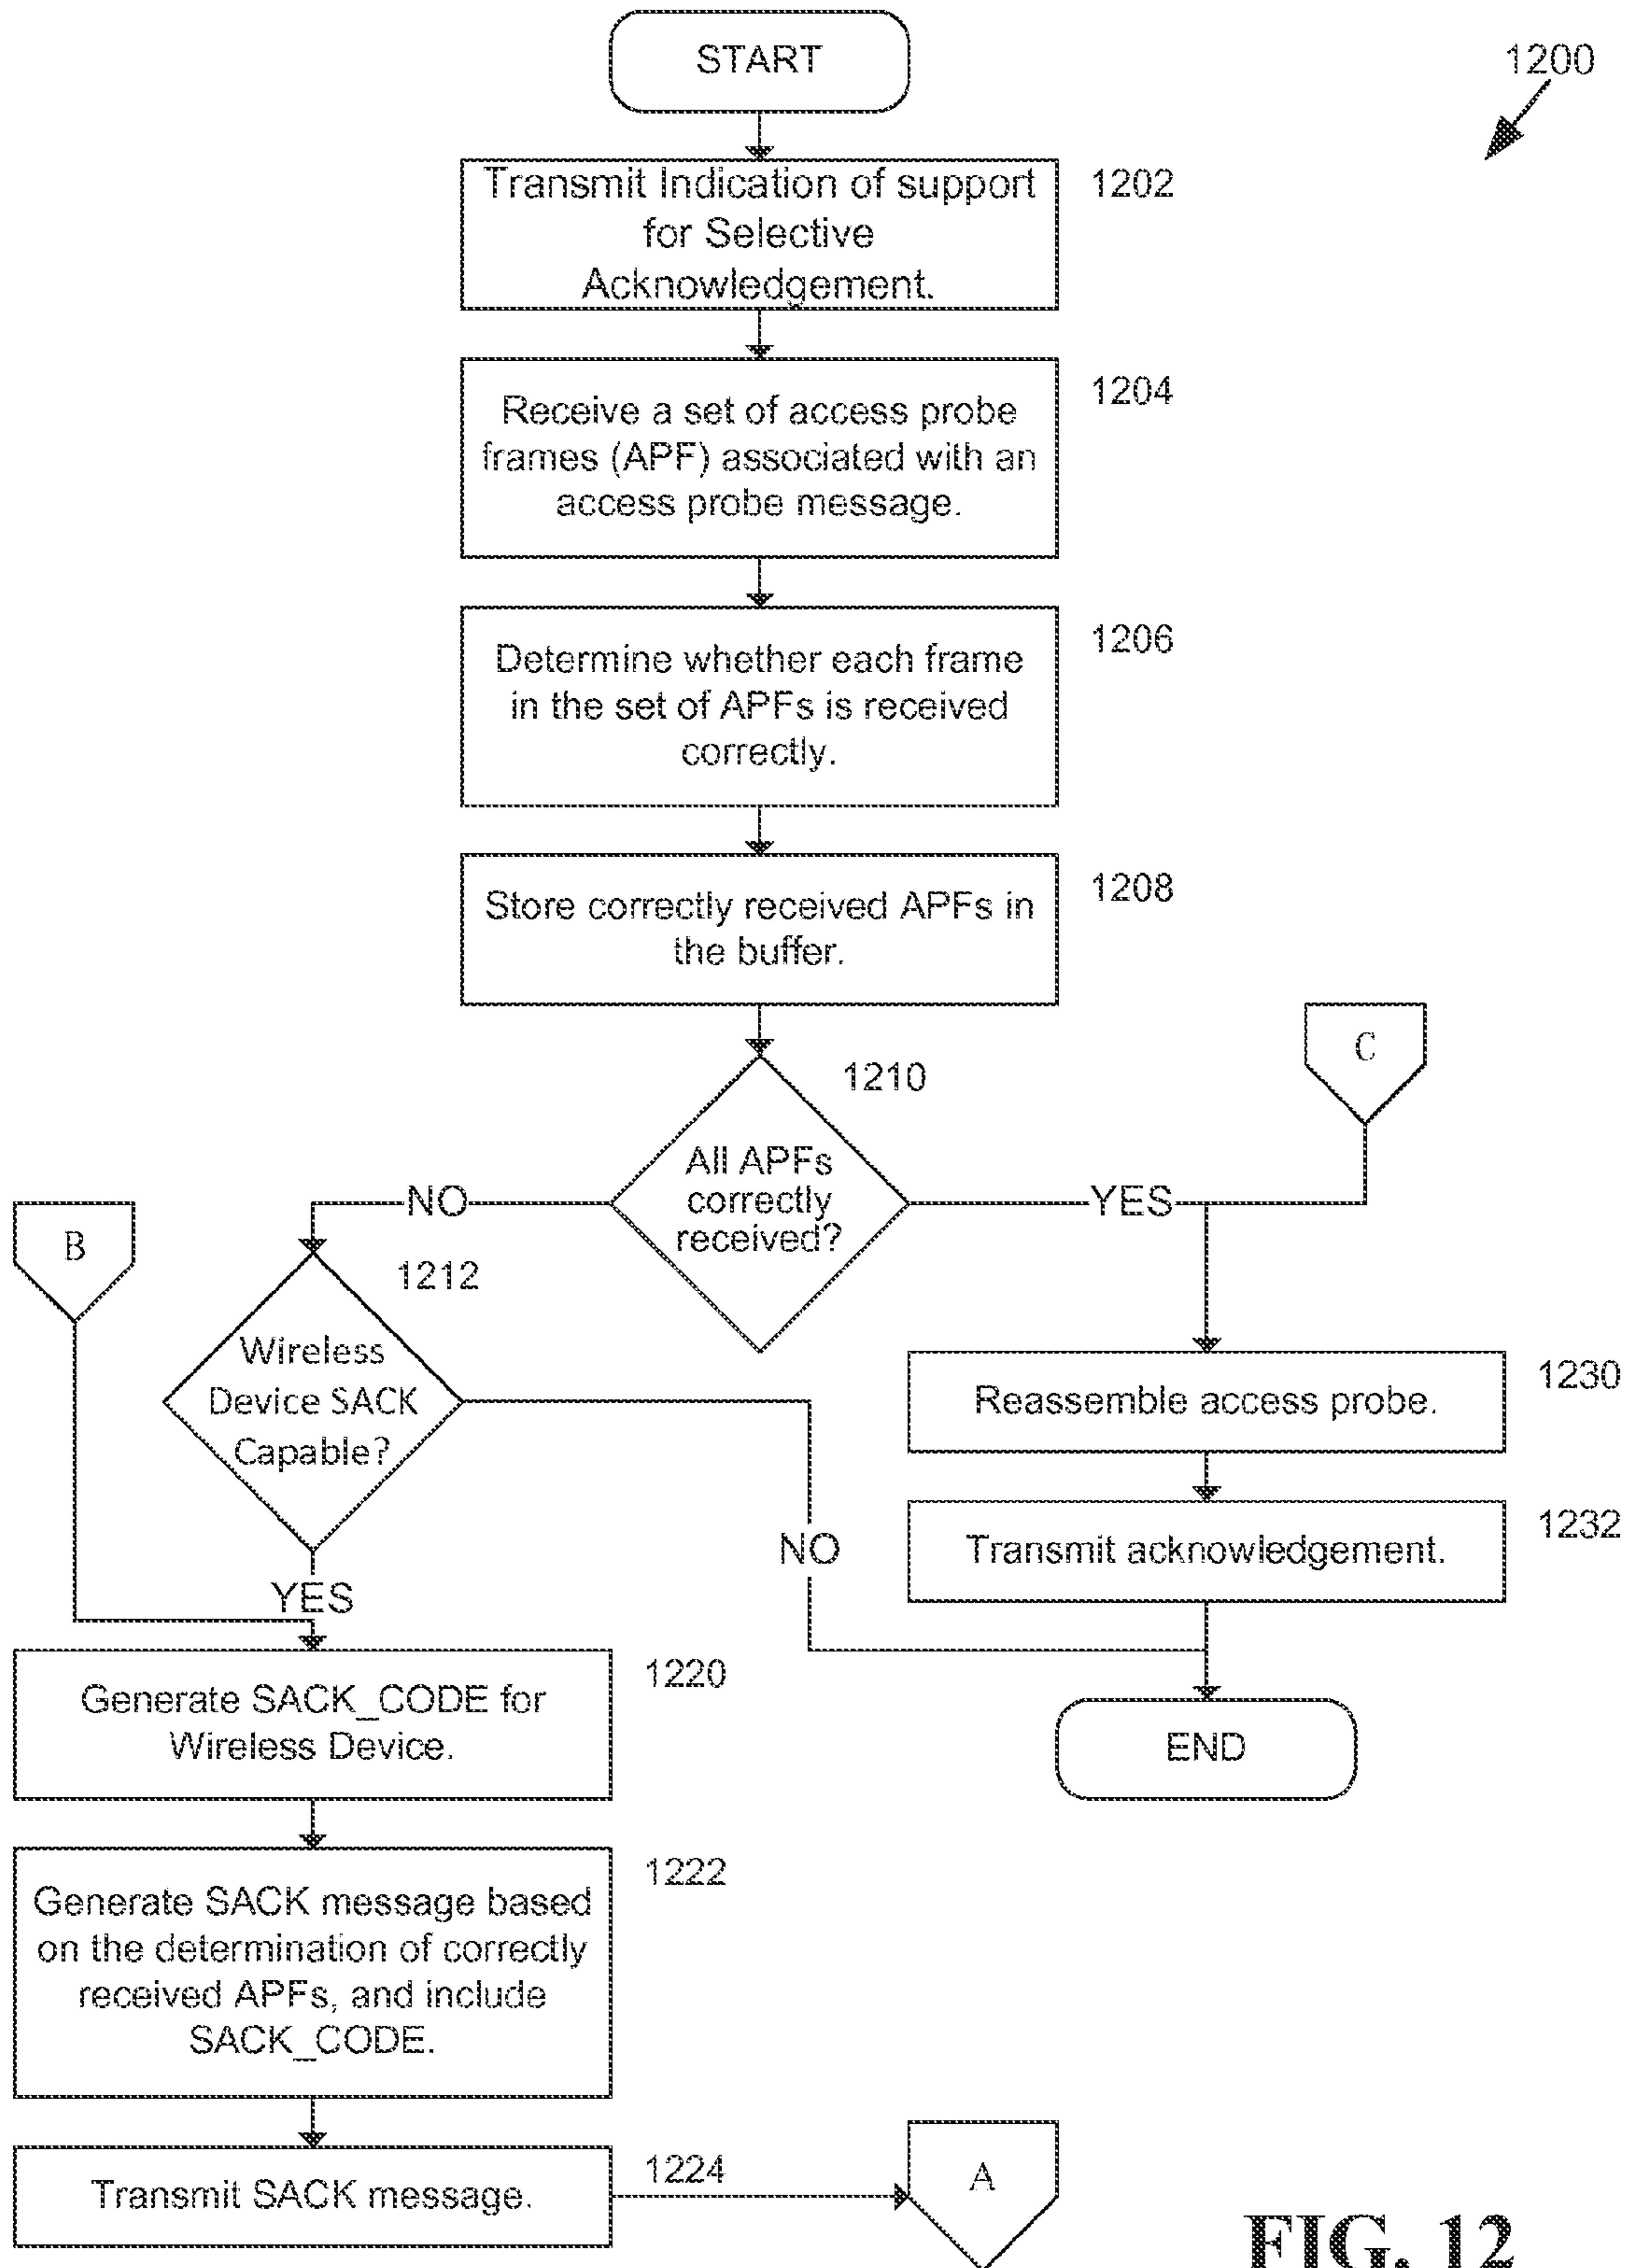 START
1200
Transmit Indication of support
for Selective
Acknowledgement.
1202
Receive a set of access probe
frames (APF) associated with an
access probe message.
1204
Determine whether each frame
in the set of APFs is received
correctly.
1206
Store correctly received APFs in
the buffer.
1208
C
1210
All APFs
correctly
received?
NO
YES
B
1212
Wireless
Device SACK
Capable?
NO
YES
Reassemble access probe.
1230
Transmit acknowledgement.
1232
END
Generate SACK_CODE for
Wireless Device.
1220
Generate SACK message based
on the determination of correctly
received APFs, and include
SACK_CODE.
1222
Transmit SACK message.
1224
A
FIG. 12